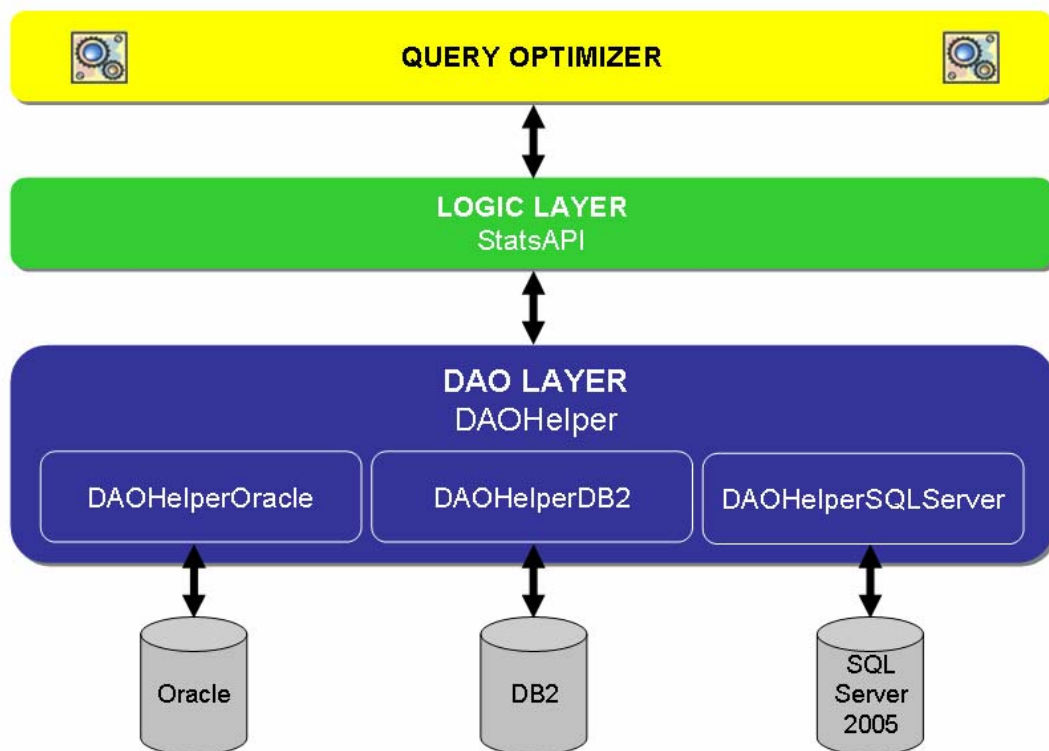 QUERY OPTIMIZER
LOGIC LAYER
StatsAPI
DAO LAYER
DAOHelper
DAOHelperOracle
DAOHelperDB2
DAOHelperSQLServer
Oracle
DB2
SQL
Server
2005